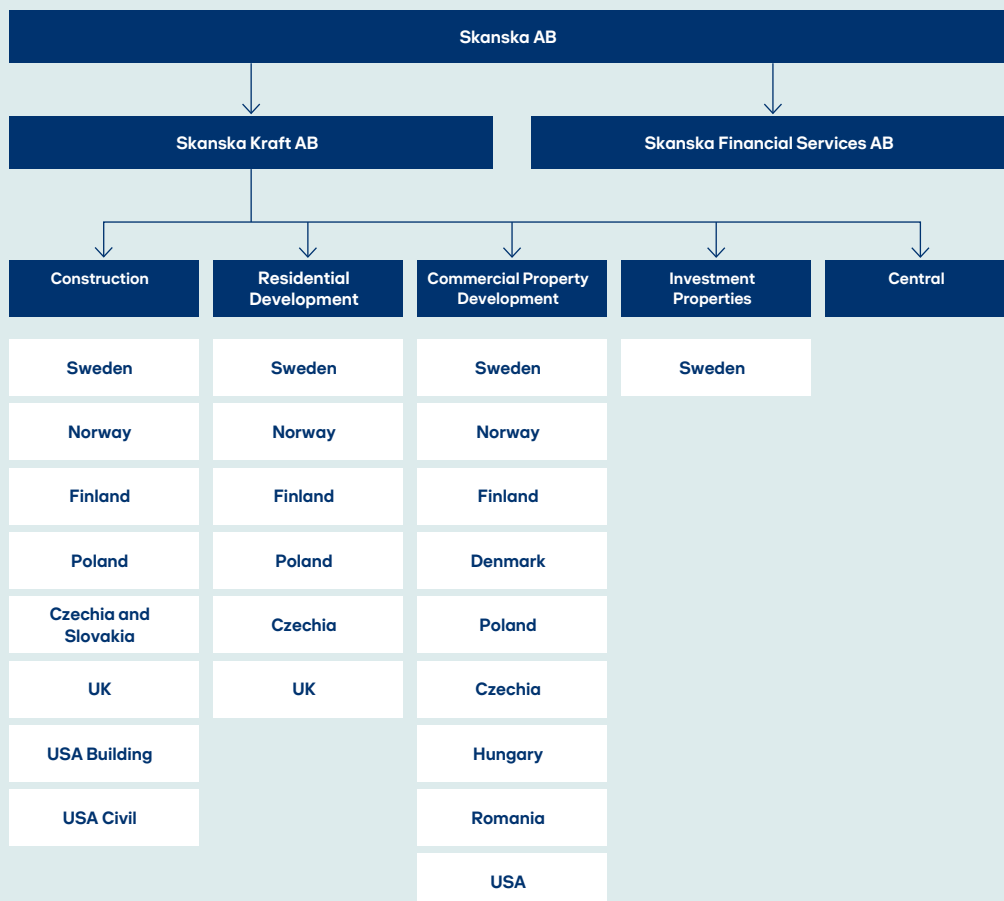 Skanska AB
Skanska Kraft AB
Skanska Financial Services AB
Construction
Residential
Development
Commercial Property
Development
Investment
Properties
Central
Sweden
Norway
Finland
Poland
Czechia and
Slovakia
UK
USA Building
USA Civil
Sweden
Norway
Finland
Poland
Czechia
UK
Sweden
Norway
Finland
Denmark
Poland
Czechia
Hungary
Romania
USA
Sweden